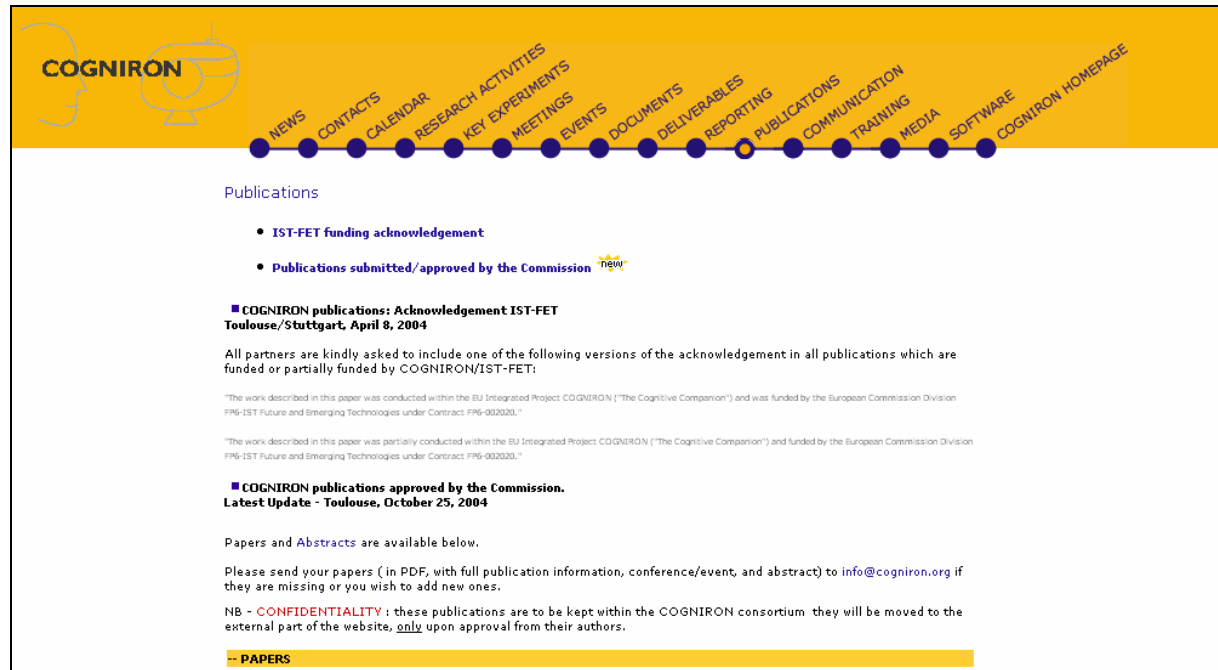 COGNIRON
NEWS
CONTACTS
CALENDAR
RESEARCH ACTIVITIES
KEY EXPERIMENTS
MEETINGS
EVENTS
DOCUMENTS
DELIVERABLES
REPORTING
PUBLICATIONS
COMMUNICATION
TRAINING
MEDIA
SOFTWARE
COGNIRON HOMEPAGE
Publications
• IST-FET funding acknowledgement
• Publications submitted/approved by the Commission new
COGNIRON publications: Acknowledgement IST-FET
Toulouse/Stuttgart, April 8, 2004
All partners are kindly asked to include one of the following versions of the acknowledgement in all publications which are
funded or partially funded by COGNIRON/IST-FET:
"The work described in this paper was conducted within the EU Integrated Project COGNIRON ("The Cognitive Companion") and was funded by the European Commission Division
FP6-IST Future and Emerging Technologies under Contract FP6-002020."
"The work described in this paper was partially conducted within the EU Integrated Project COGNIRON ("The Cognitive Companion") and funded by the European Commission Division
FP6-IST Future and Emerging Technologies under Contract FP6-002020."
COGNIRON publications approved by the Commission.
Latest Update - Toulouse, October 25, 2004
Papers and Abstracts are available below.
Please send your papers ( in PDF, with full publication information, conference/event, and abstract) to info@cogniron.org if
they are missing or you wish to add new ones.
NB - CONFIDENTIALITY : these publications are to be kept within the COGNIRON consortium they will be moved to the
external part of the website, only upon approval from their authors.
-- PAPERS